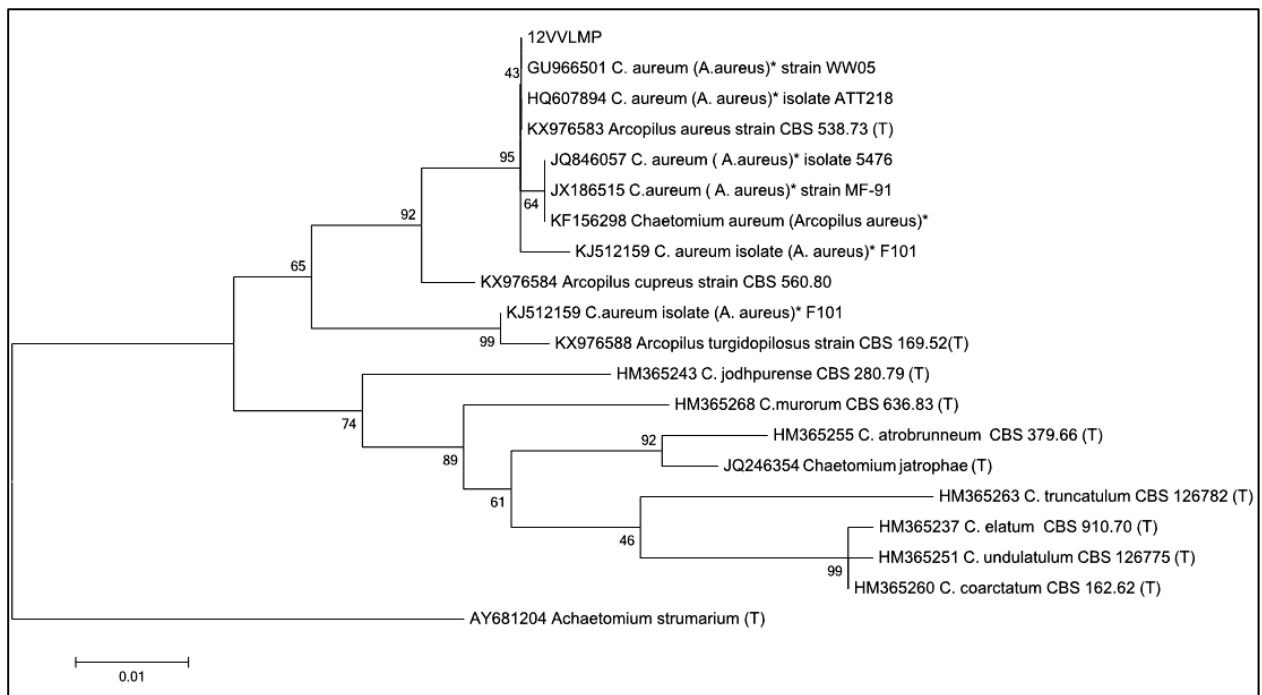 12VVLMP
GU966501 C. aureum (A.aureus)* strain WW05
43
HQ607894 C. aureum (A. aureus)* isolate ATT218
KX976583 Arcopilus aureus strain CBS 538.73 (T)
95
JQ846057 C. aureum ( A.aureus)* isolate 5476
JX186515 C.aureum ( A. aureus)* strain MF-91
64
92
KF156298 Chaetomium aureum (Arcopilus aureus)*
KJ512159 C. aureum isolate (A. aureus)* F101
65
KX976584 Arcopilus cupreus strain CBS 560.80
KJ512159 C.aureum isolate (A. aureus)* F101
99
KX976588 Arcopilus turgidopilosus strain CBS 169.52(T)
HM365243 C. jodhpurense CBS 280.79 (T)
HM365268 C.murorum CBS 636.83 (T)
74
HM365255 C. atrobrunneum CBS 379.66 (T)
92
89
JQ246354 Chaetomium jatrophae (T)
HM365263 C. truncatulum CBS 126782 (T)
61
HM365237 C. elatum CBS 910.70 (T)
46
HM365251 C. undulatulum CBS 126775 (T)
99
HM365260 C. coarctatum CBS 162.62 (T)
AY681204 Achaetomium strumarium (T)
0.01